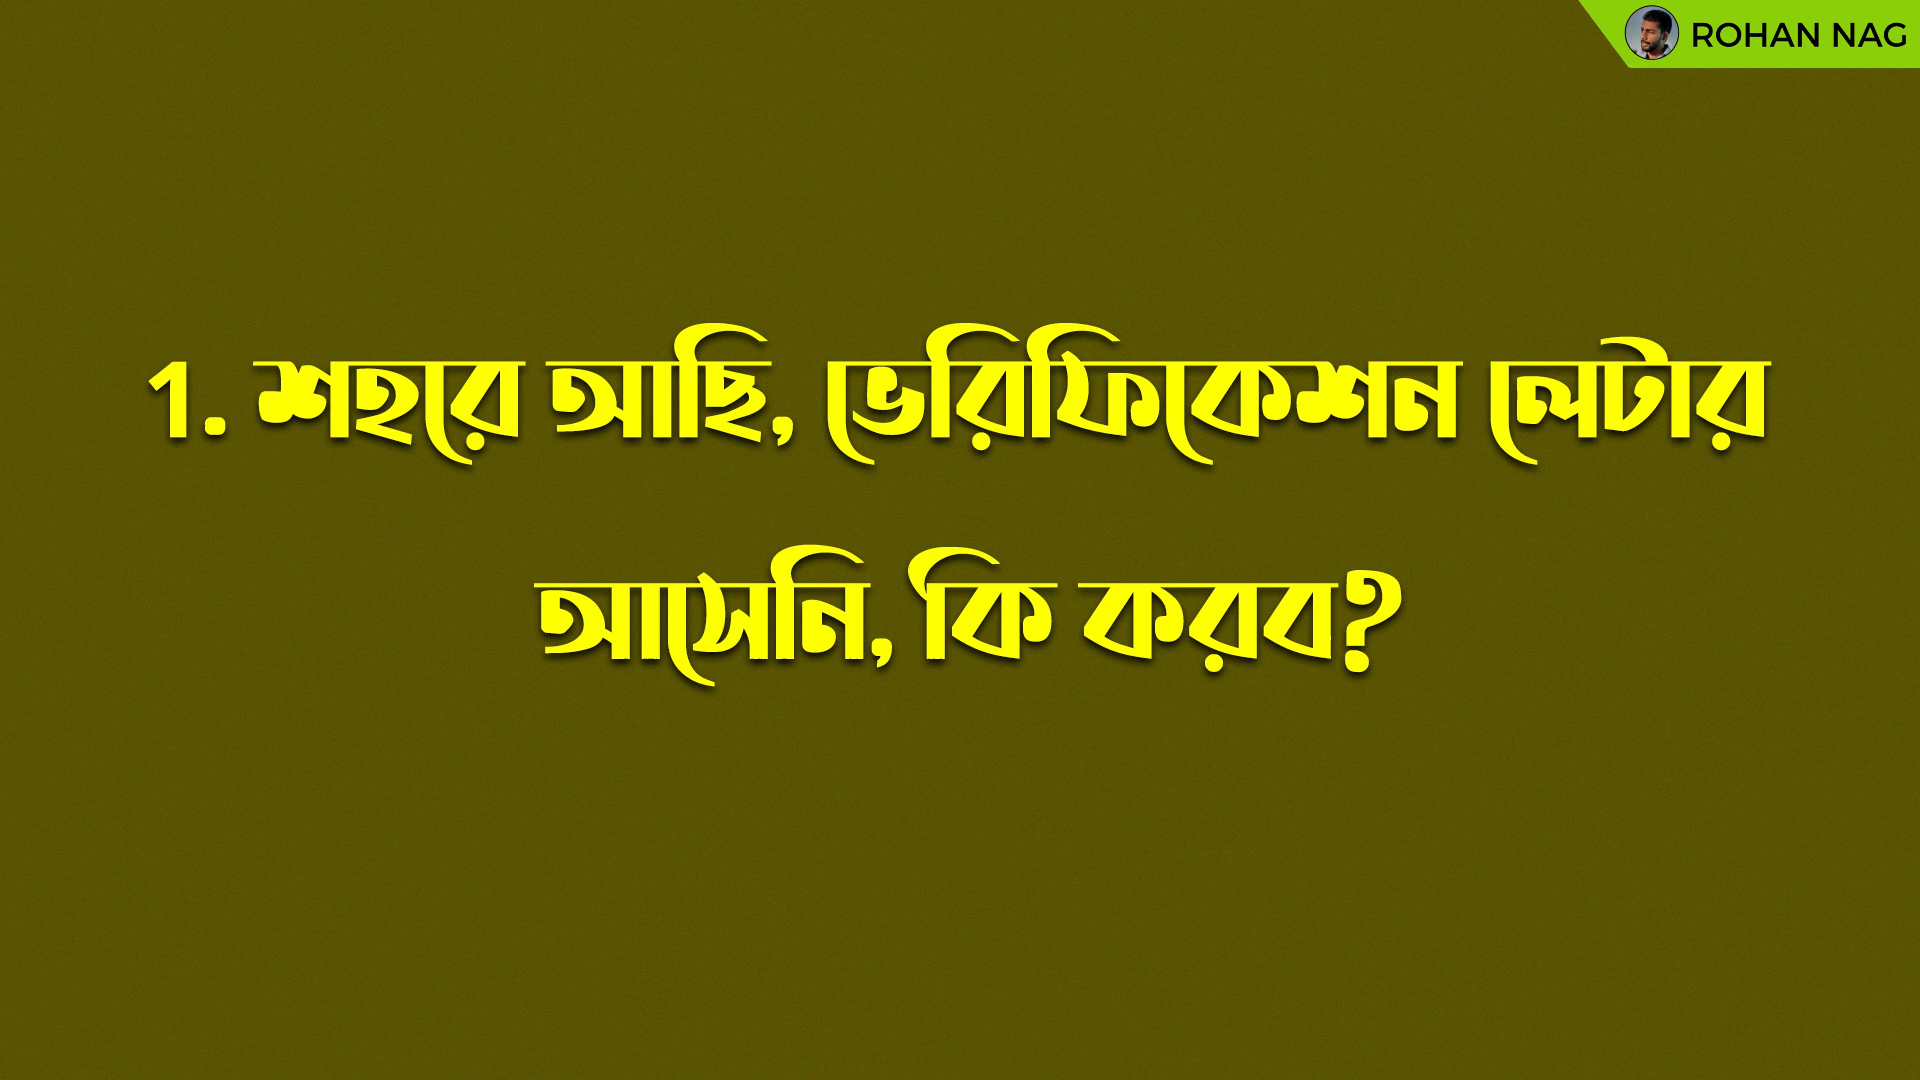 ROHAN NAG
1. শহরে আছি, ভেরিফিকেশন লেটার
আসেনি, কি করব?